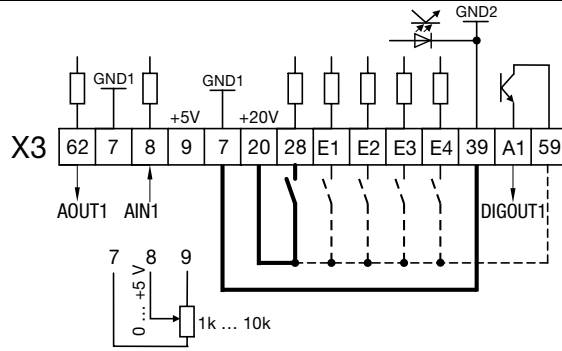 GND2
GND1 GND1
+5V +20V
X3 62 7 8 9 7 20 28 E1 E2 E3 E4 39 A1 59
AOUT1 AIN1 DIGOUT1
7 8 9
0 ... +5 V
1k ... 10k